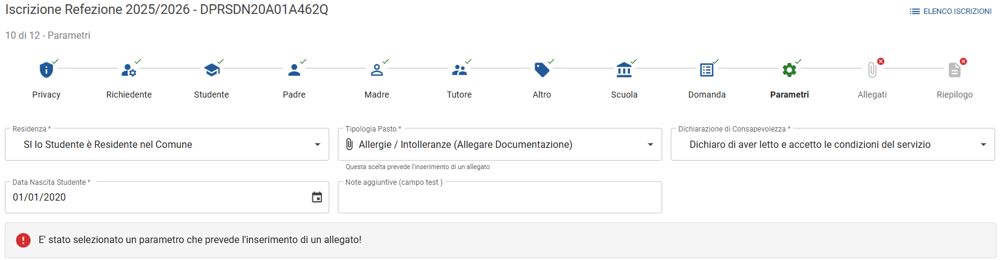 Iscrizione Refezione 2025/2026 - DPRSDN20A01A462Q
ELENCO ISCRIZIONI
10 di 12 - Parametri
Privacy Richiedente Studente Padre Madre Tutore Altro Scuola Domanda Parametri Allegati Riepilogo
Residenza * Tipologia Pasto * Dichiarazione di Consapevolezza *
SI lo Studente è Residente nel Comune Allergie / Intolleranze (Allegare Documentazione) Dichiaro di aver letto e accetto le condizioni del servizio
Questa scelta prevede l'inserimento di un allegato
Data Nascita Studente * Note aggiuntive (campo test )
01/01/2020
E' stato selezionato un parametro che prevede l'inserimento di un allegato!